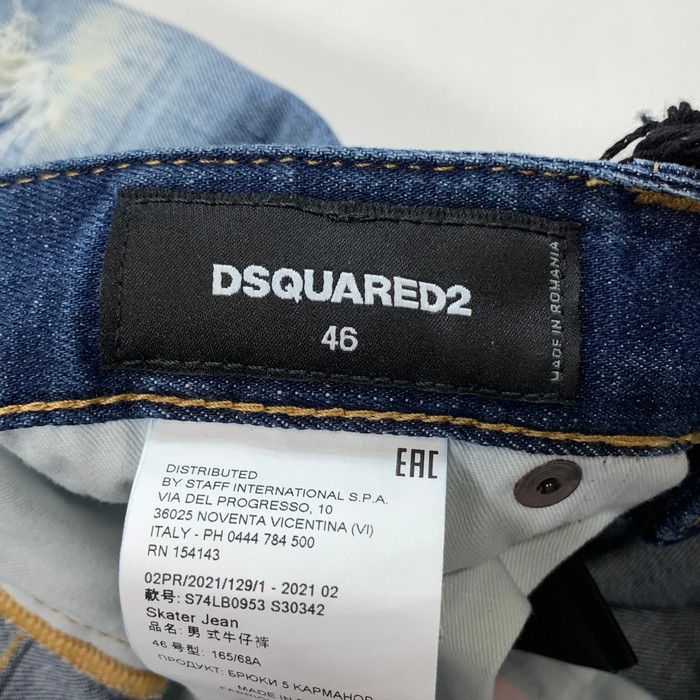 DSQUARED2
46
MADE IN ROMANIA
EAC
DISTRIBUTED
BY STAFF INTERNATIONAL S.P.A.
VIA DEL PROGRESSO, 10
36025 NOVENTA VICENTINA (VI)
ITALY - PH 0444 784 500
RN 154143
02PR/2021/129/1 - 2021 02
款号: S74LB0953 S30342
Skater Jean
品名: 男 式牛仔裤
46 号型: 165/68A
ПРОДУКТ: БРЮКИ 5 КАРМАНОВ